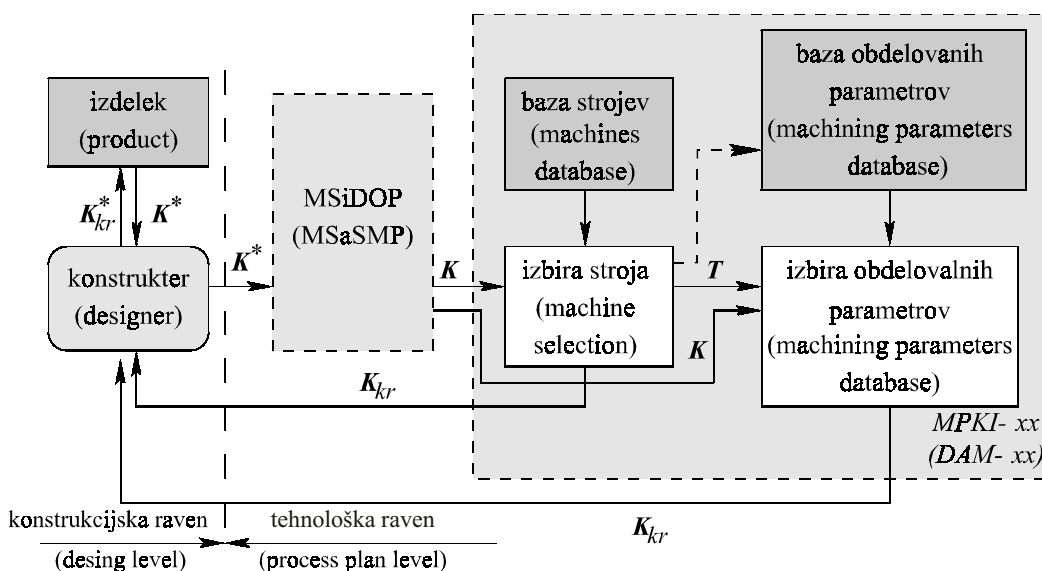 izdelek
(product)
K*kr
K*
konstrukter
(designer)
K*
MSiDOP
(MSaSMP)
K
baza strojev
(machines
database)
izbira stroja
(machine
selection)
T
K
baza obdelovanih
parametrov
(machining parameters
database)
izbira obdelovalnih
parametrov
(machining parameters
database)
MPKI- xx
(DAM- xx)
Kkr
Kkr
konstrukcijska raven
(desing level)
tehnološka raven
(process plan level)